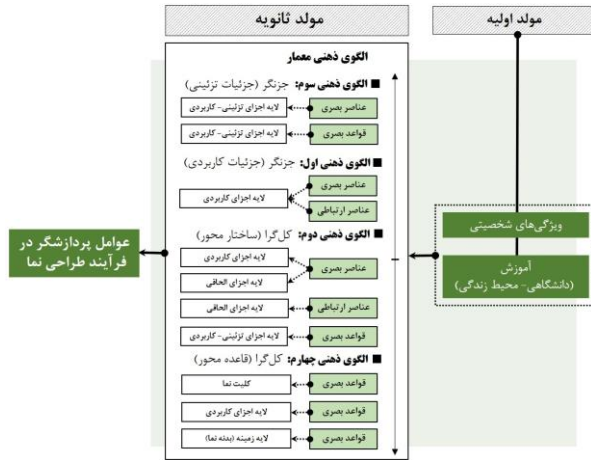 مولد اولیه
مولد ثانویه
الگوی ذهنی معمار
■ الگوی ذهنی سوم: جزنگر (جزئیات تزئینی)
عناصر بصری
لایه اجزای تزئینی- کاربردی
قواعد بصری
لایه اجزای تزئینی- کاربردی
■ الگوی ذهنی اول: جزنگر (جزئیات کاربردی)
عناصر بصری
لایه اجزای کاربردی
عناصر ارتباطی
■ الگوی ذهنی دوم: کل‌گرا (ساختار محور)
عناصر بصری
لایه اجزای کاربردی
لایه اجزای الحاقی
عناصر ارتباطی
لایه اجزای الحاقی
قواعد بصری
لایه اجزای تزئینی- کاربردی
■ الگوی ذهنی چهارم: کل‌گرا (قاعده محور)
قواعد بصری
کلیت نما
قواعد بصری
لایه اجزای کاربردی
قواعد بصری
لایه زمینه (بدنه نما)
ویژگی‌های شخصیتی
آموزش
(دانشگاهی- محیط زندگی)
عوامل پردازشگر در
فرآیند طراحی نما